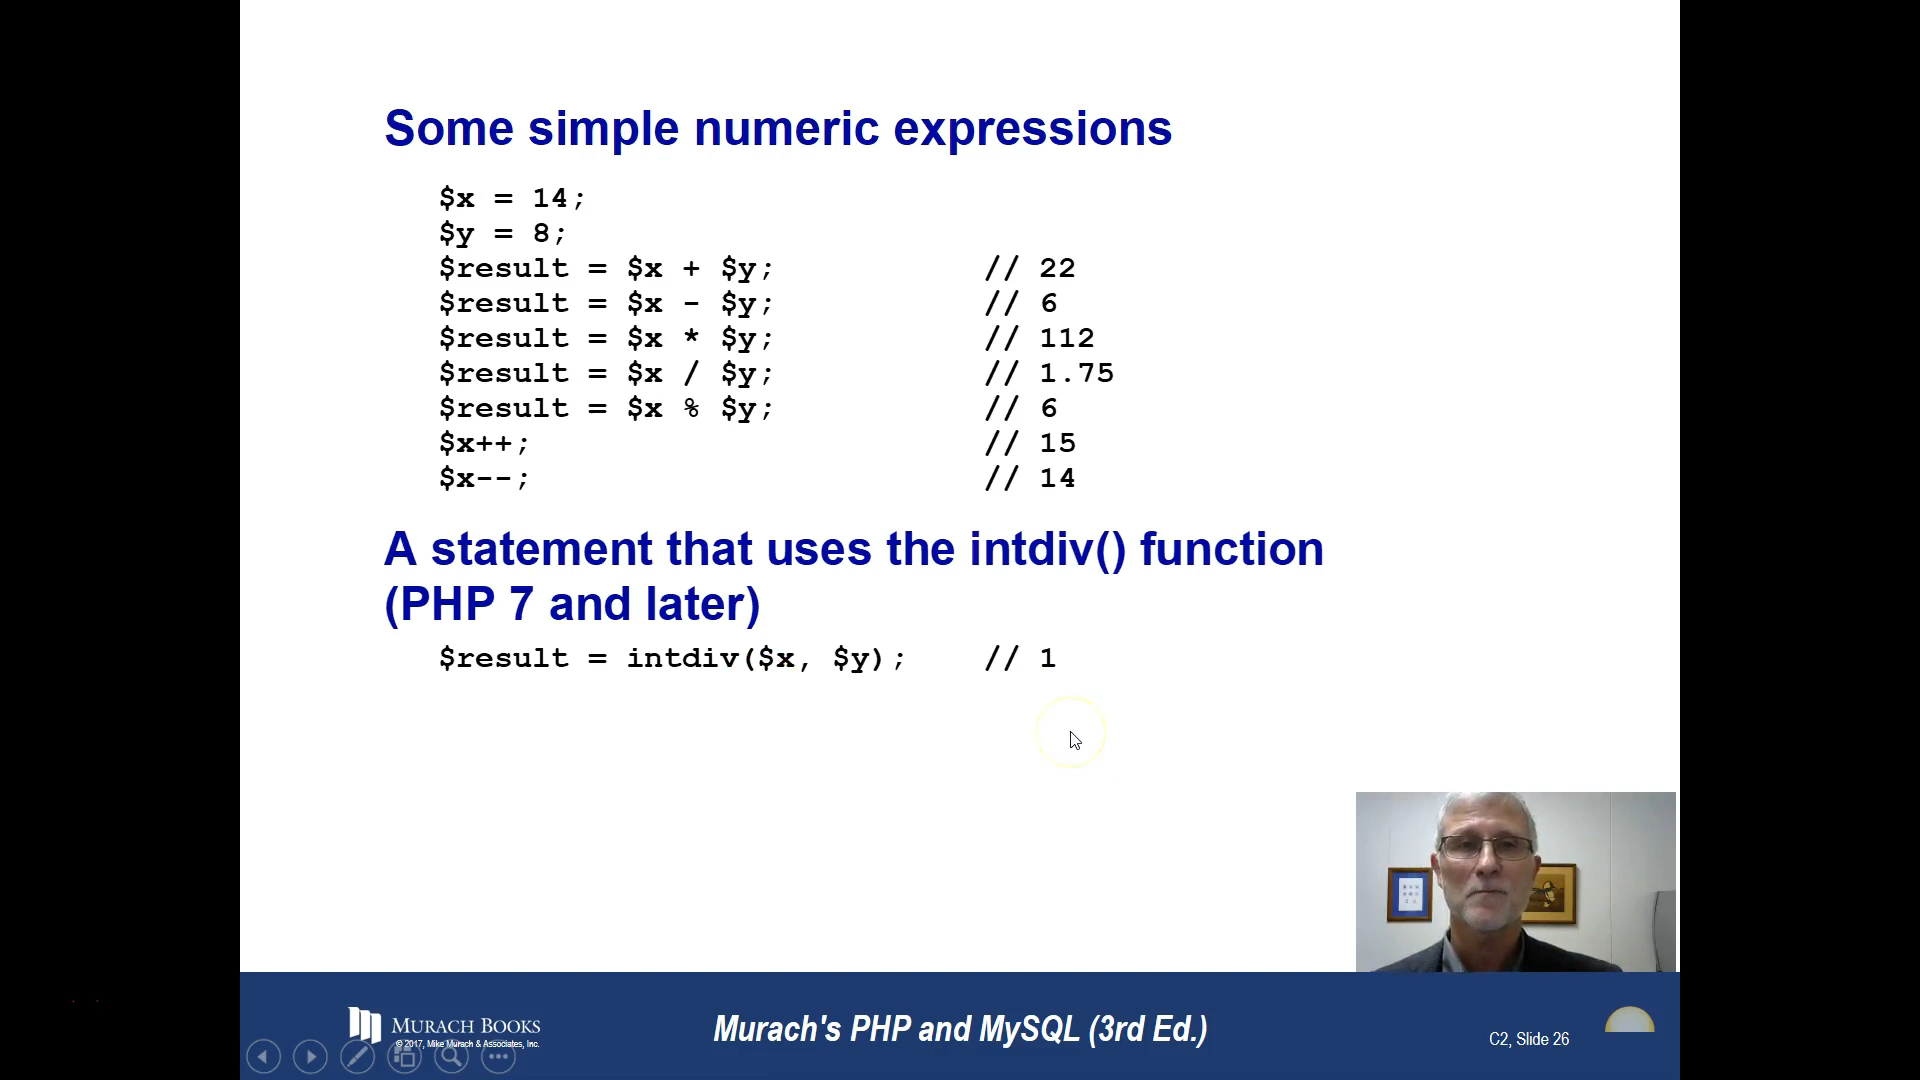 Some simple numeric expressions
$x = 14;
$y = 8;
$result = $x + $y; // 22
$result = $x - $y; // 6
$result = $x * $y; // 112
$result = $x / $y; // 1.75
$result = $x % $y; // 6
$x++; // 15
$x--; // 14
A statement that uses the intdiv() function
(PHP 7 and later)
$result = intdiv($x, $y); // 1
MURACH BOOKS
© 2017, Mike Murach & Associates, Inc.
Murach's PHP and MySQL (3rd Ed.)
C2, Slide 26